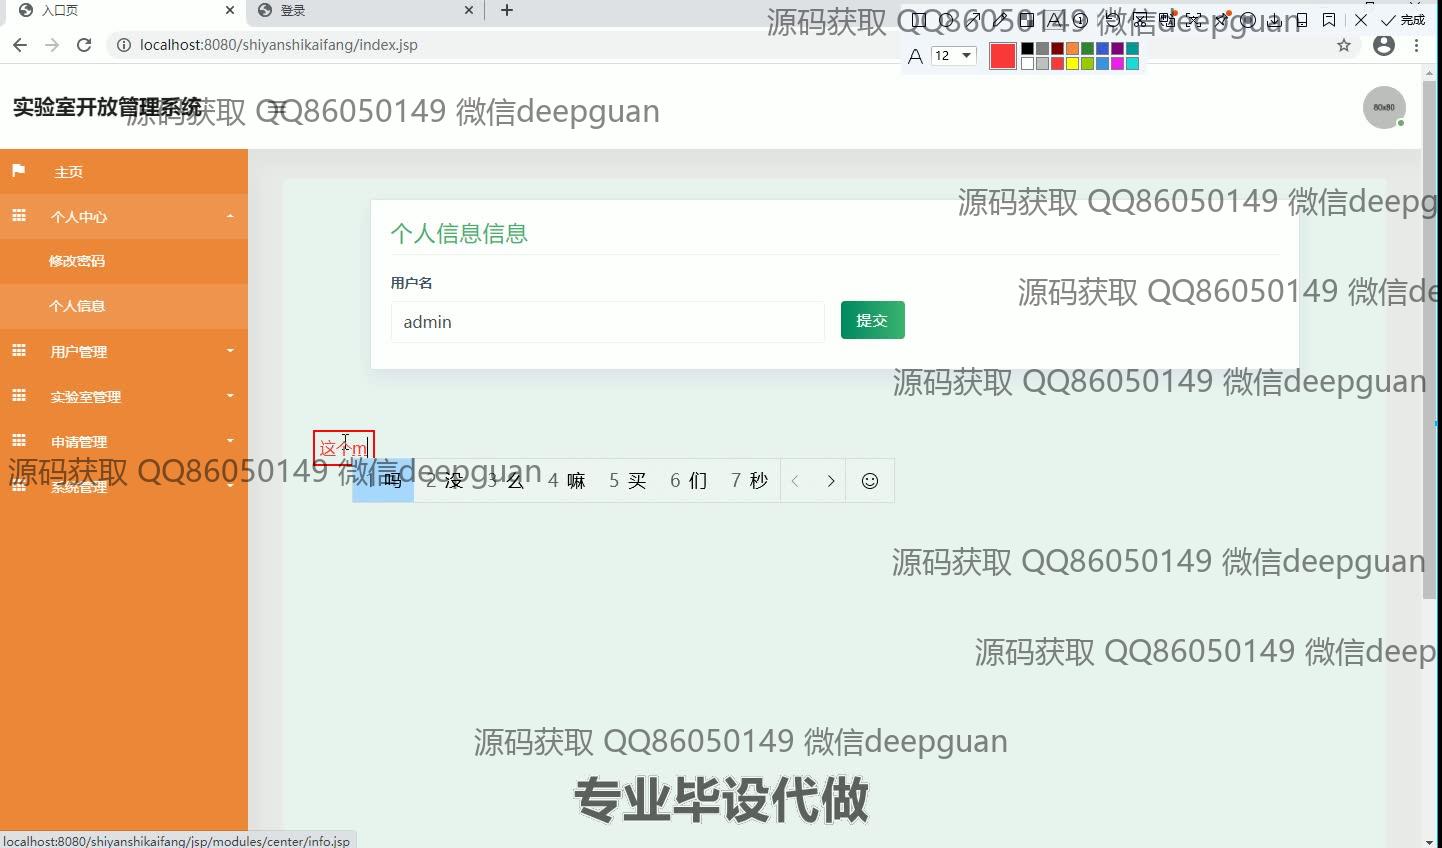 入口页
登录
localhost:8080/shiyanshikaifang/index.jsp
完成
A 12
源码获取 QQ86050149 微信deepguan
实验室开放管理系统
源码获取 QQ86050149 微信deepguan
80x80
主页
个人中心
修改密码
个人信息
用户管理
实验室管理
申请管理
系统管理
源码获取 QQ86050149 微信deepg
个人信息信息
用户名
源码获取 QQ86050149 微信de
admin
提交
源码获取 QQ86050149 微信deepguan
这个m
源码获取 QQ86050149 微信deepguan
1 吗 2 没 3 么 4 嘛 5 买 6 们 7 秒
源码获取 QQ86050149 微信deepguan
源码获取 QQ86050149 微信deep
源码获取 QQ86050149 微信deepguan
专业毕设代做
localhost:8080/shiyanshikaifang/jsp/modules/center/info.jsp